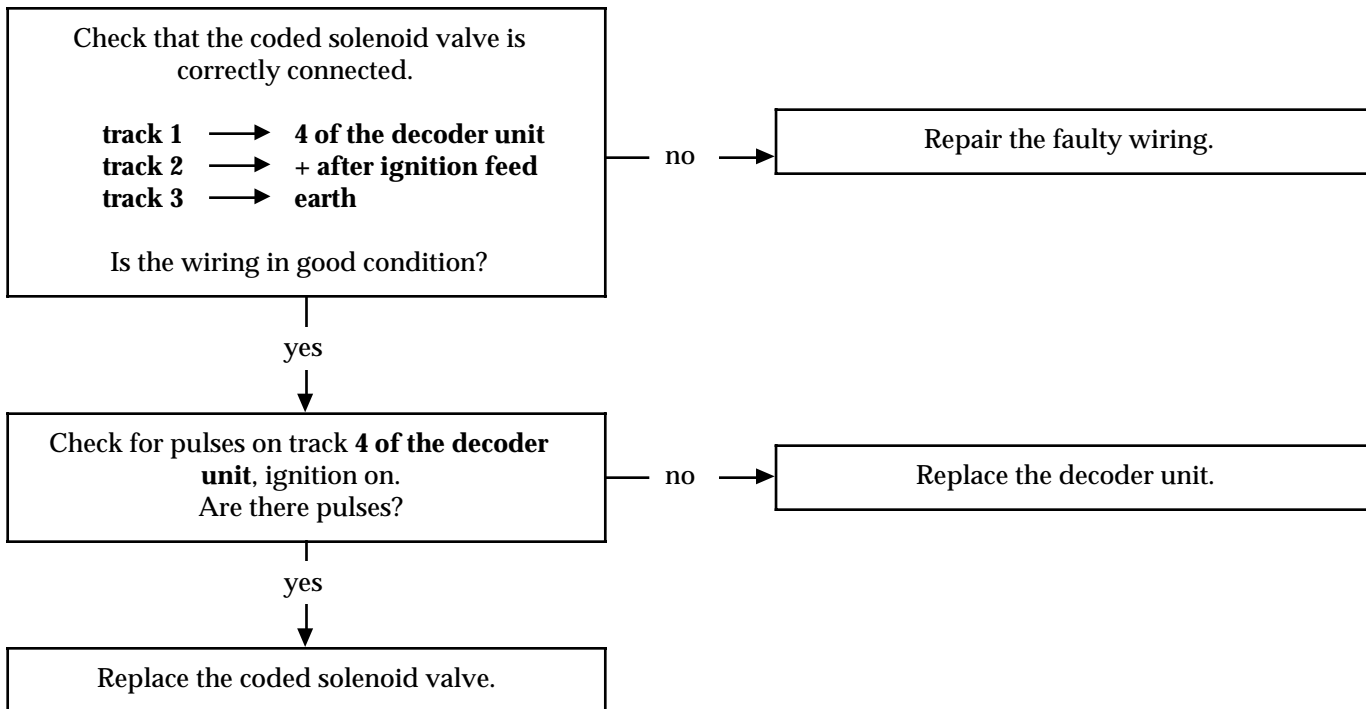 Check that the coded solenoid valve is
correctly connected.
track 1 → 4 of the decoder unit
track 2 → + after ignition feed
track 3 → earth
Is the wiring in good condition?
no
Repair the faulty wiring.
yes
Check for pulses on track 4 of the decoder
unit, ignition on.
Are there pulses?
no
Replace the decoder unit.
yes
Replace the coded solenoid valve.